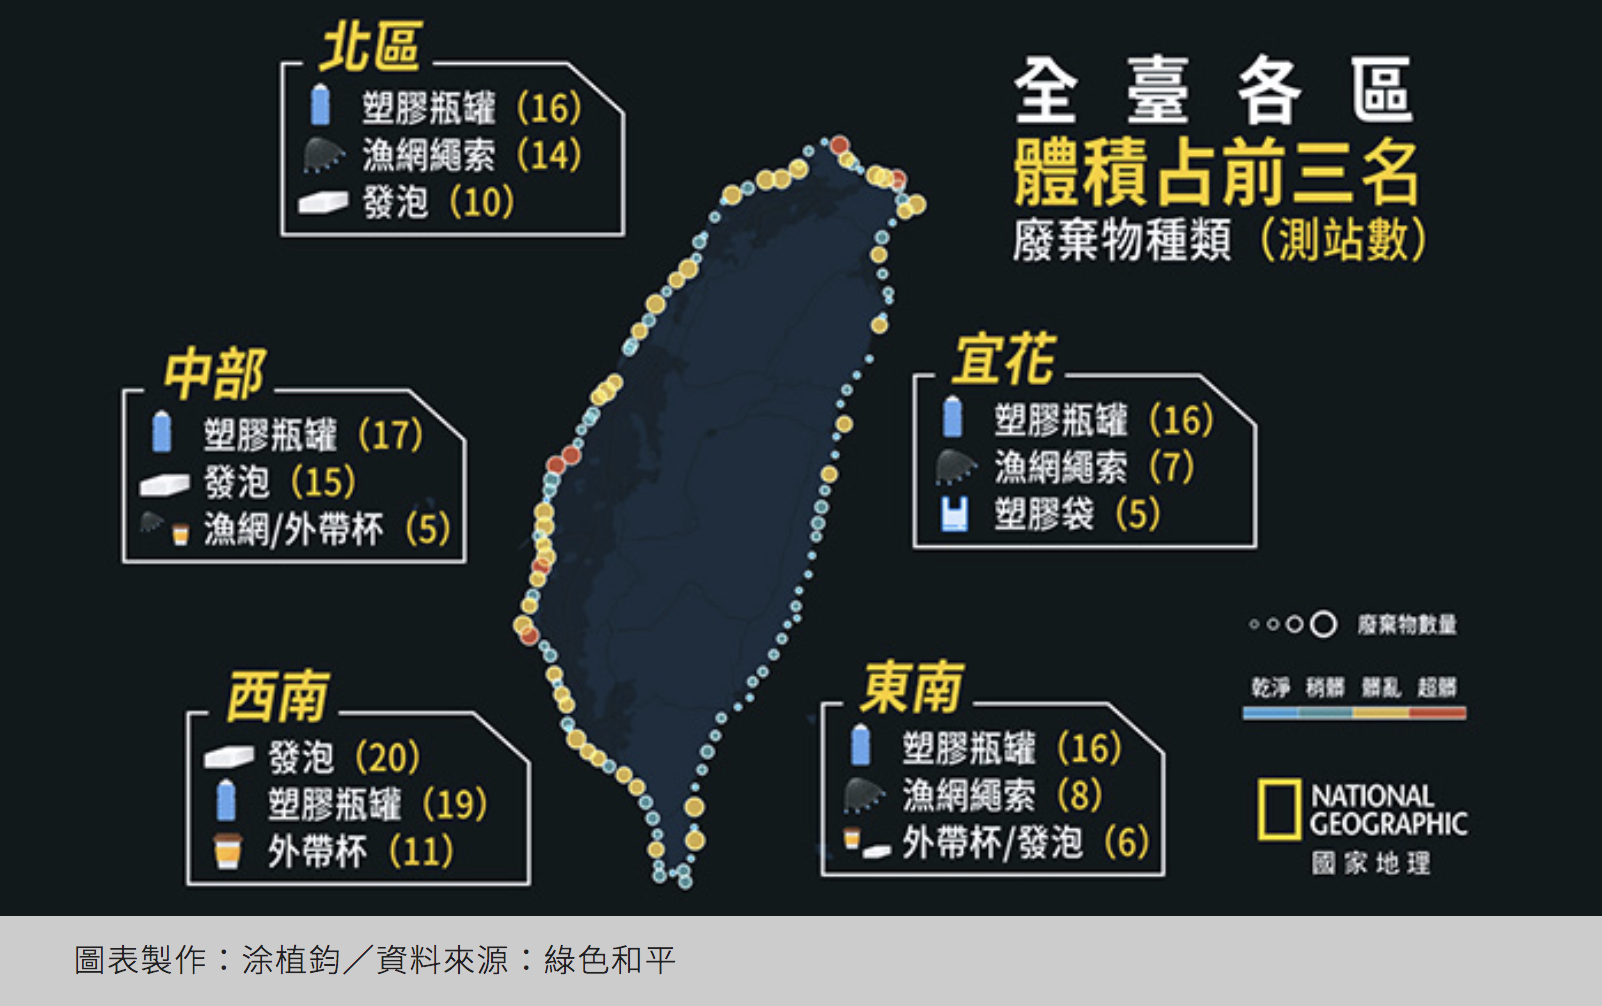 全臺各區
體積占前三名
廢棄物種類（測站數）
北區
塑膠瓶罐（16）
漁網繩索（14）
發泡（10）
中部
塑膠瓶罐（17）
發泡（15）
漁網/外帶杯（5）
宜花
塑膠瓶罐（16）
漁網繩索（7）
塑膠袋（5）
西南
發泡（20）
塑膠瓶罐（19）
外帶杯（11）
東南
塑膠瓶罐（16）
漁網繩索（8）
外帶杯/發泡（6）
廢棄物數量
乾淨 稍髒 髒亂 超髒
NATIONAL
GEOGRAPHIC
國家地理
圖表製作：涂植鈞／資料來源：綠色和平